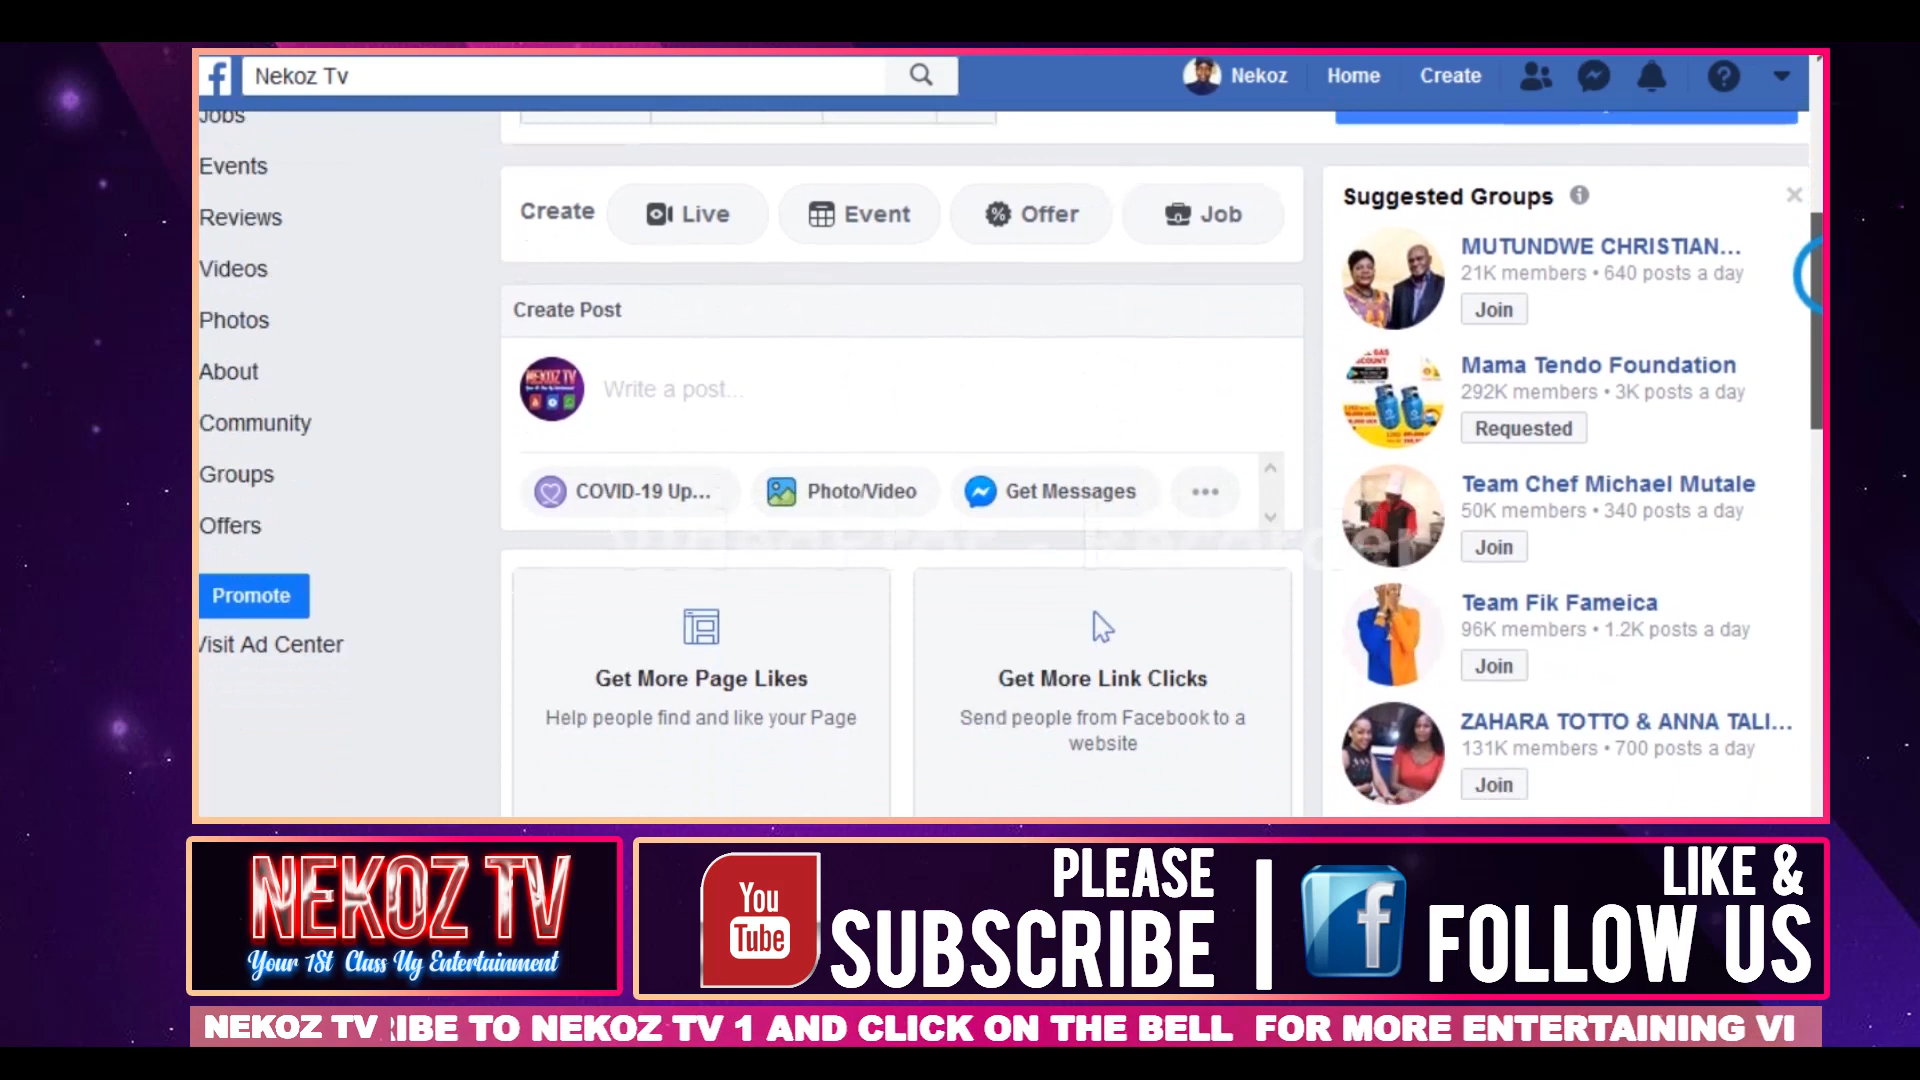 Nekoz Tv
Nekoz
Home
Create
Jobs
Events
Reviews
Videos
Photos
About
Community
Groups
Offers
Promote
Visit Ad Center
Create
Live
Event
Offer
Job
Create Post
NEKOZ TV
Write a post...
COVID-19 Up...
Photo/Video
Get Messages
Get More Page Likes
Help people find and like your Page
Get More Link Clicks
Send people from Facebook to a
website
Suggested Groups
MUTUNDWE CHRISTIAN...
21K members • 640 posts a day
Join
Mama Tendo Foundation
292K members • 3K posts a day
Requested
Team Chef Michael Mutale
50K members • 340 posts a day
Join
Team Fik Fameica
96K members • 1.2K posts a day
Join
ZAHARA TOTTO & ANNA TALI...
131K members • 700 posts a day
Join
NEKOZ TV
Your 1St Class Ug Entertainment
You
Tube
PLEASE
SUBSCRIBE
LIKE &
FOLLOW US
NEKOZ TV
IBE TO NEKOZ TV 1 AND CLICK ON THE BELL FOR MORE ENTERTAINING VI